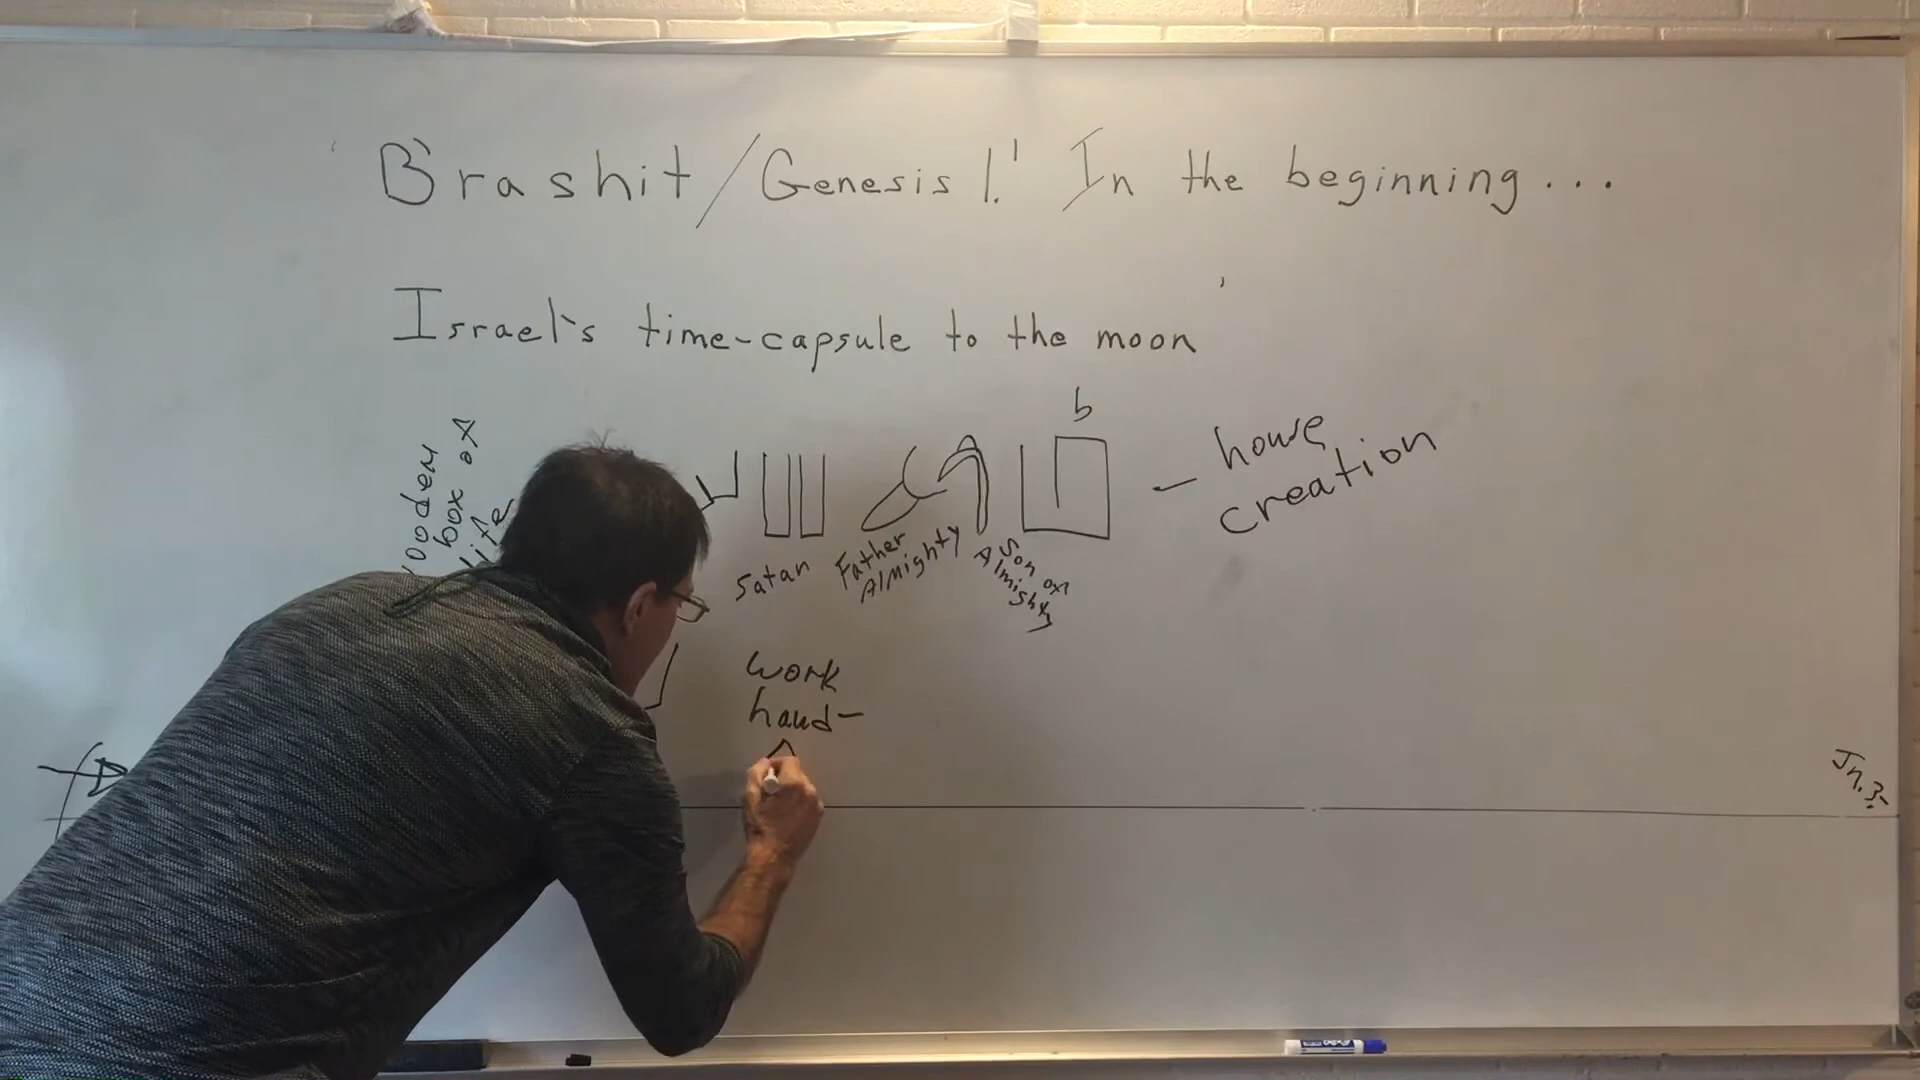 B'rashit/Genesis 1:1 In the beginning...
Israel's time-capsule to the moon
b
house
creation
box of
life
Satan
Father
Almighty
Son of
Almighty
work
hand-
Jn.3: